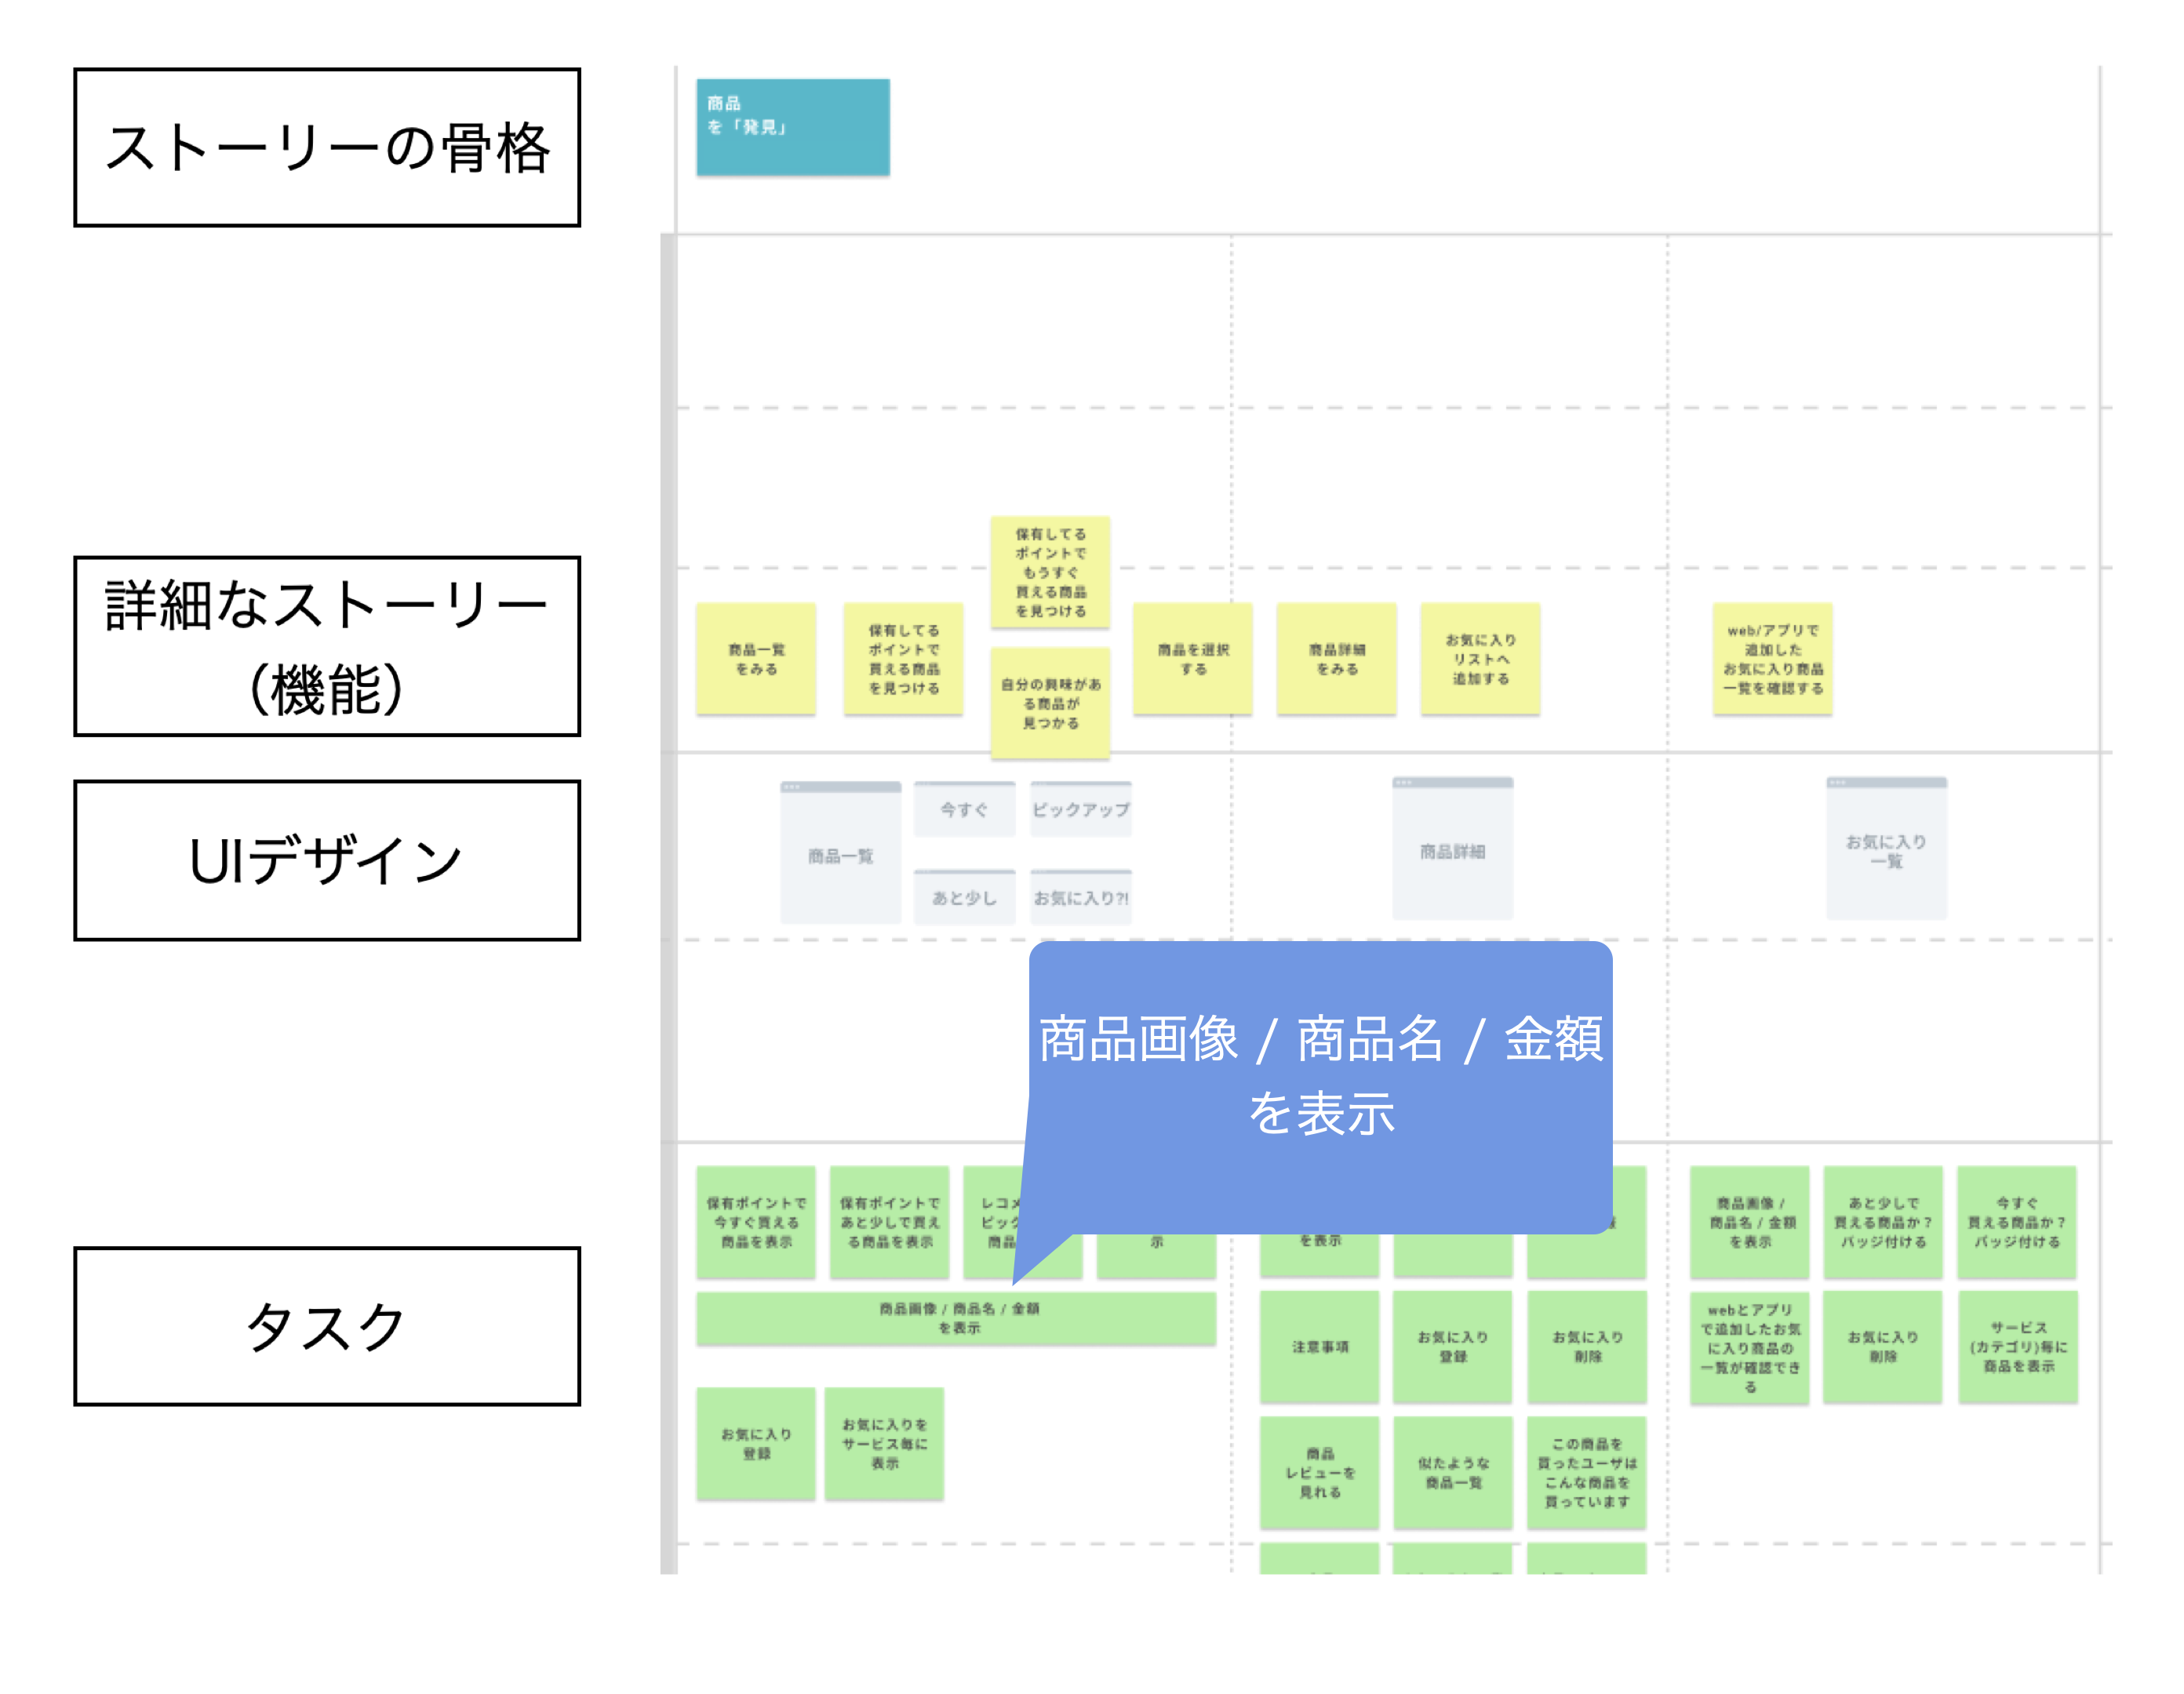 ストーリーの骨格
商品
を「発見」
詳細なストーリー
(機能)
保有してる
ポイントで
もうすぐ
買える商品
を見つける
商品一覧
をみる
保有してる
ポイントで
買える商品
を見つける
自分の興味があ
る商品が
見つかる
商品を選択
する
商品詳細
をみる
お気に入り
リストへ
追加する
web/アプリで
追加した
お気に入り商品
一覧を確認する
UIデザイン
商品一覧
今すぐ
ピックアップ
あと少し
お気に入り?!
商品詳細
お気に入り
一覧
商品画像 / 商品名 / 金額
を表示
タスク
保有ポイントで
今すぐ買える
商品を表示
保有ポイントで
あと少しで買え
る商品を表示
レコメ
ピック
商品
示
を表示
商品画像 /
商品名 / 金額
を表示
あと少しで
買える商品か？
バッジ付ける
今すぐ
買える商品か？
バッジ付ける
商品画像 / 商品名 / 金額
を表示
注意事項
お気に入り
登録
お気に入り
削除
webとアプリ
で追加したお気
に入り商品の
一覧が確認でき
る
お気に入り
削除
サービス
(カテゴリ)毎に
商品を表示
お気に入り
登録
お気に入りを
サービス毎に
表示
商品
レビューを
見れる
似たような
商品一覧
この商品を
買ったユーザは
こんな商品を
買っています